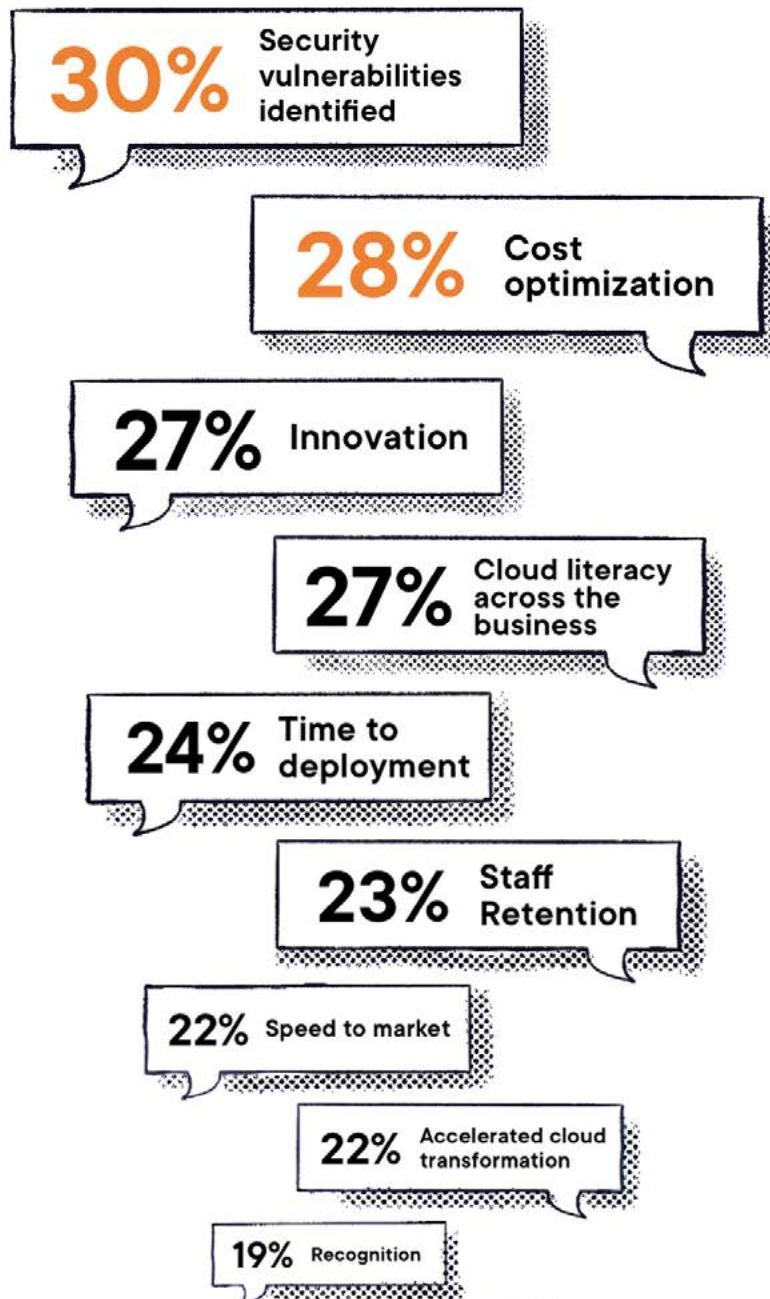 30%
Security
vulnerabilities
identified
28%
Cost
optimization
27%
Innovation
27%
Cloud literacy
across the
business
24%
Time to
deployment
23%
Staff
Retention
22%
Speed to market
22%
Accelerated cloud
transformation
19%
Recognition